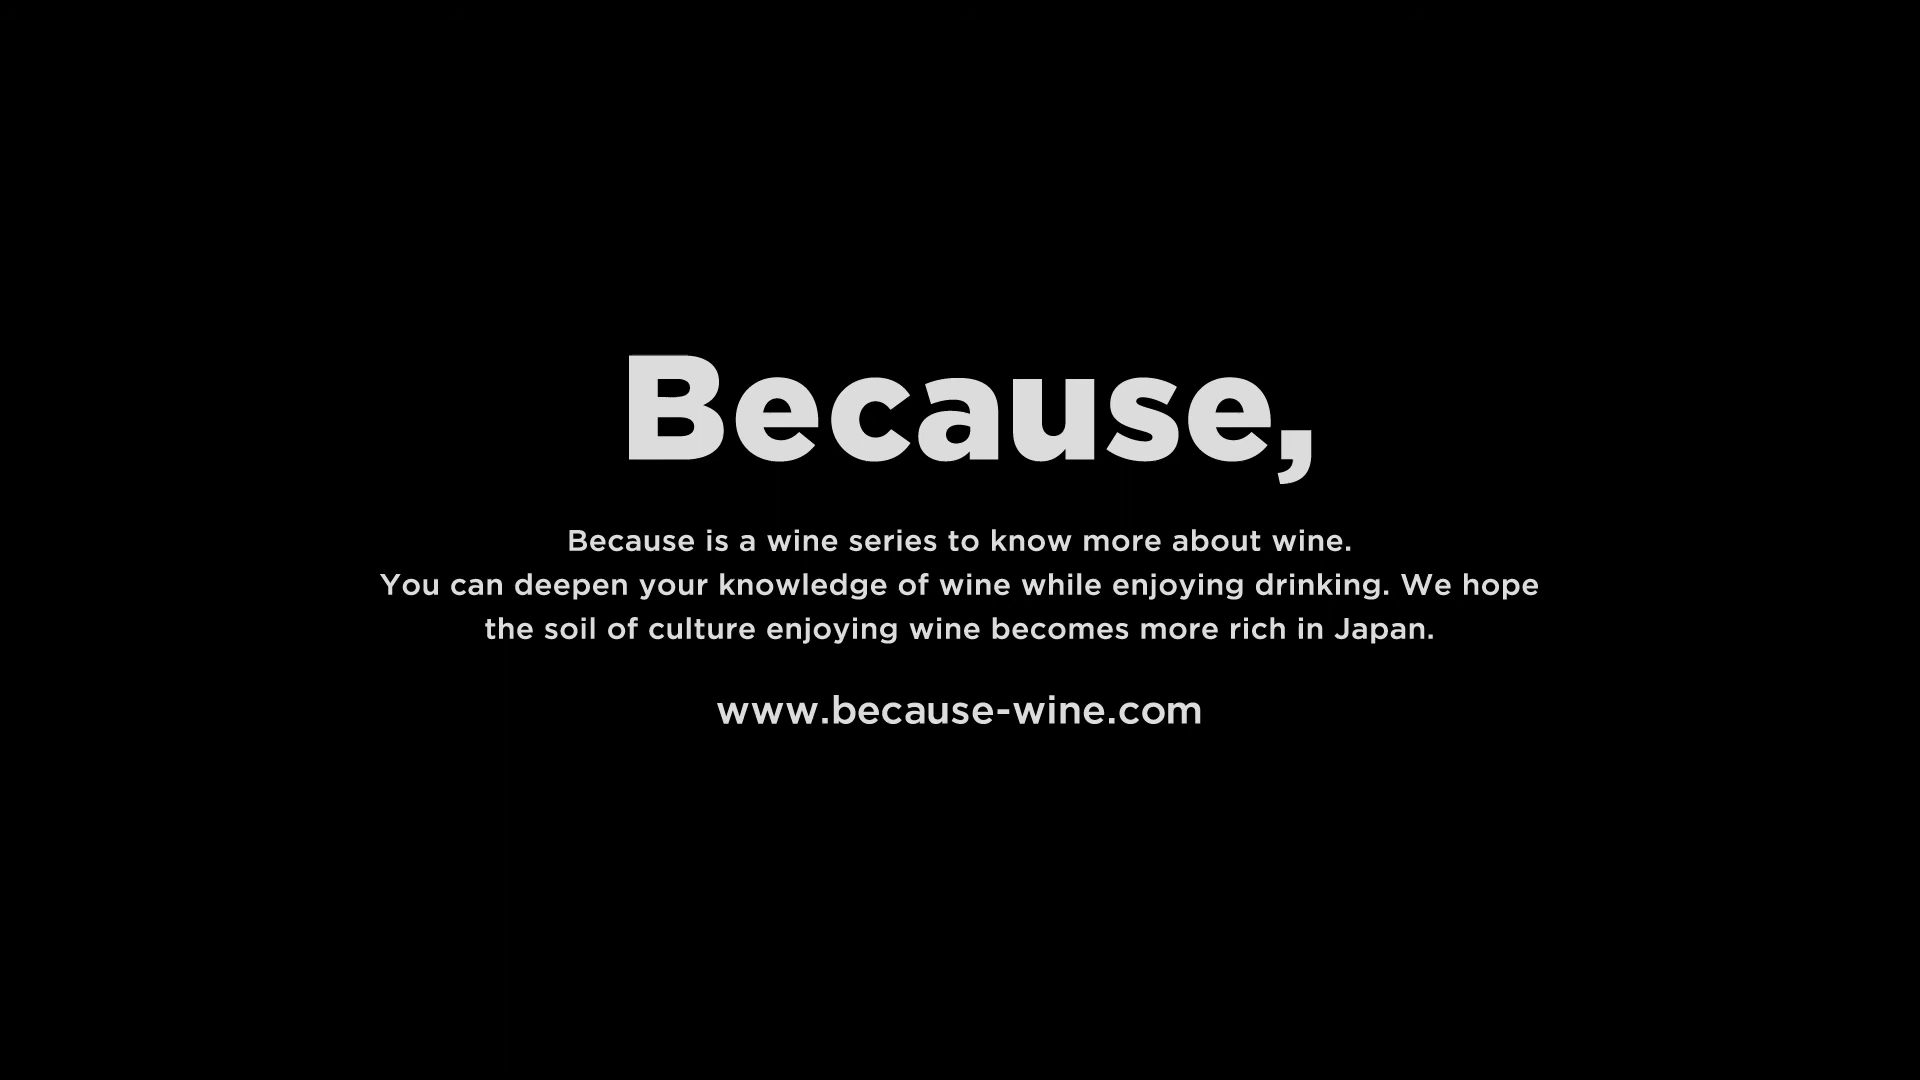 Because,
Because is a wine series to know more about wine.
You can deepen your knowledge of wine while enjoying drinking. We hope
the soil of culture enjoying wine becomes more rich in Japan.
www.because-wine.com